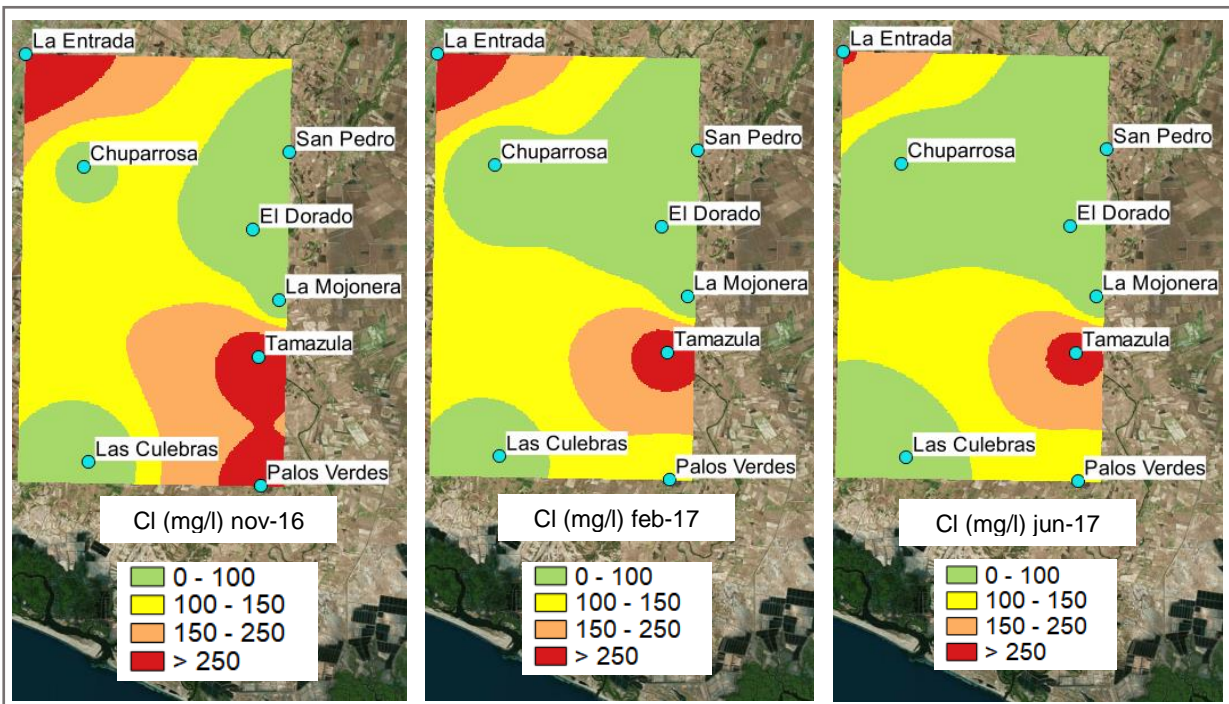 La Entrada
San Pedro
Chuparrosa
El Dorado
La Mojonera
Tamazula
Las Culebras
Palos Verdes
Cl (mg/l) nov-16
0 - 100
100 - 150
150 - 250
> 250
La Entrada
San Pedro
Chuparrosa
El Dorado
La Mojonera
Tamazula
Las Culebras
Palos Verdes
Cl (mg/l) feb-17
0 - 100
100 - 150
150 - 250
> 250
La Entrada
San Pedro
Chuparrosa
El Dorado
La Mojonera
Tamazula
Las Culebras
Palos Verdes
Cl (mg/l) jun-17
0 - 100
100 - 150
150 - 250
> 250